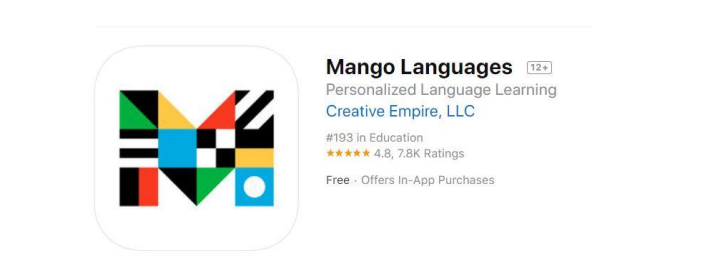 Mango Languages 12+
Personalized Language Learning
Creative Empire, LLC
#193 in Education
★★★★★ 4.8, 7.8K Ratings
Free · Offers In-App Purchases